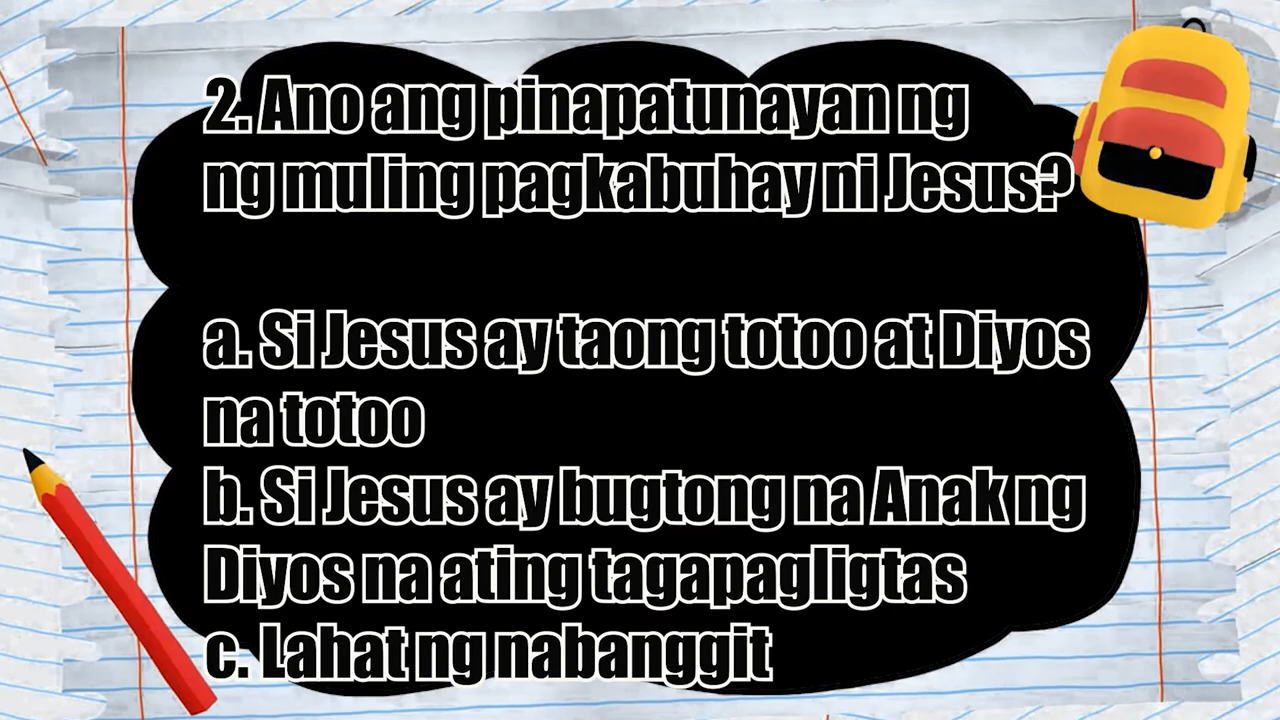 2. Ano ang pinapatunayan ng
ng muling pagkabuhay ni Jesus?
a. Si Jesus ay taong totoo at Diyos
na totoo
b. Si Jesus ay bugtong na Anak ng
Diyos na ating tagapagligtas
c. Lahat ng nabanggit